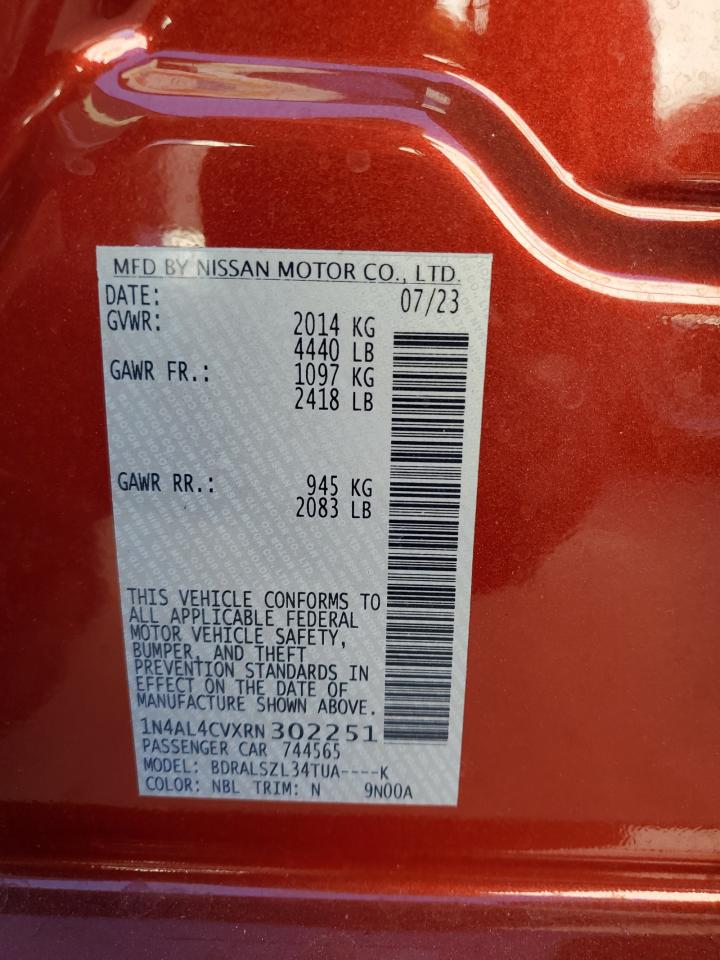 MFD BY NISSAN MOTOR CO., LTD.
DATE: 07/23
GVWR: 2014 KG
4440 LB
GAWR FR.: 1097 KG
2418 LB
GAWR RR.: 945 KG
2083 LB
THIS VEHICLE CONFORMS TO
ALL APPLICABLE FEDERAL
MOTOR VEHICLE SAFETY,
BUMPER, AND THEFT
PREVENTION STANDARDS IN
EFFECT ON THE DATE OF
MANUFACTURE SHOWN ABOVE.
1N4AL4CVXRN302251
PASSENGER CAR 744565
MODEL: BDRALSZL34TUA----K
COLOR: NBL TRIM: N 9N00A